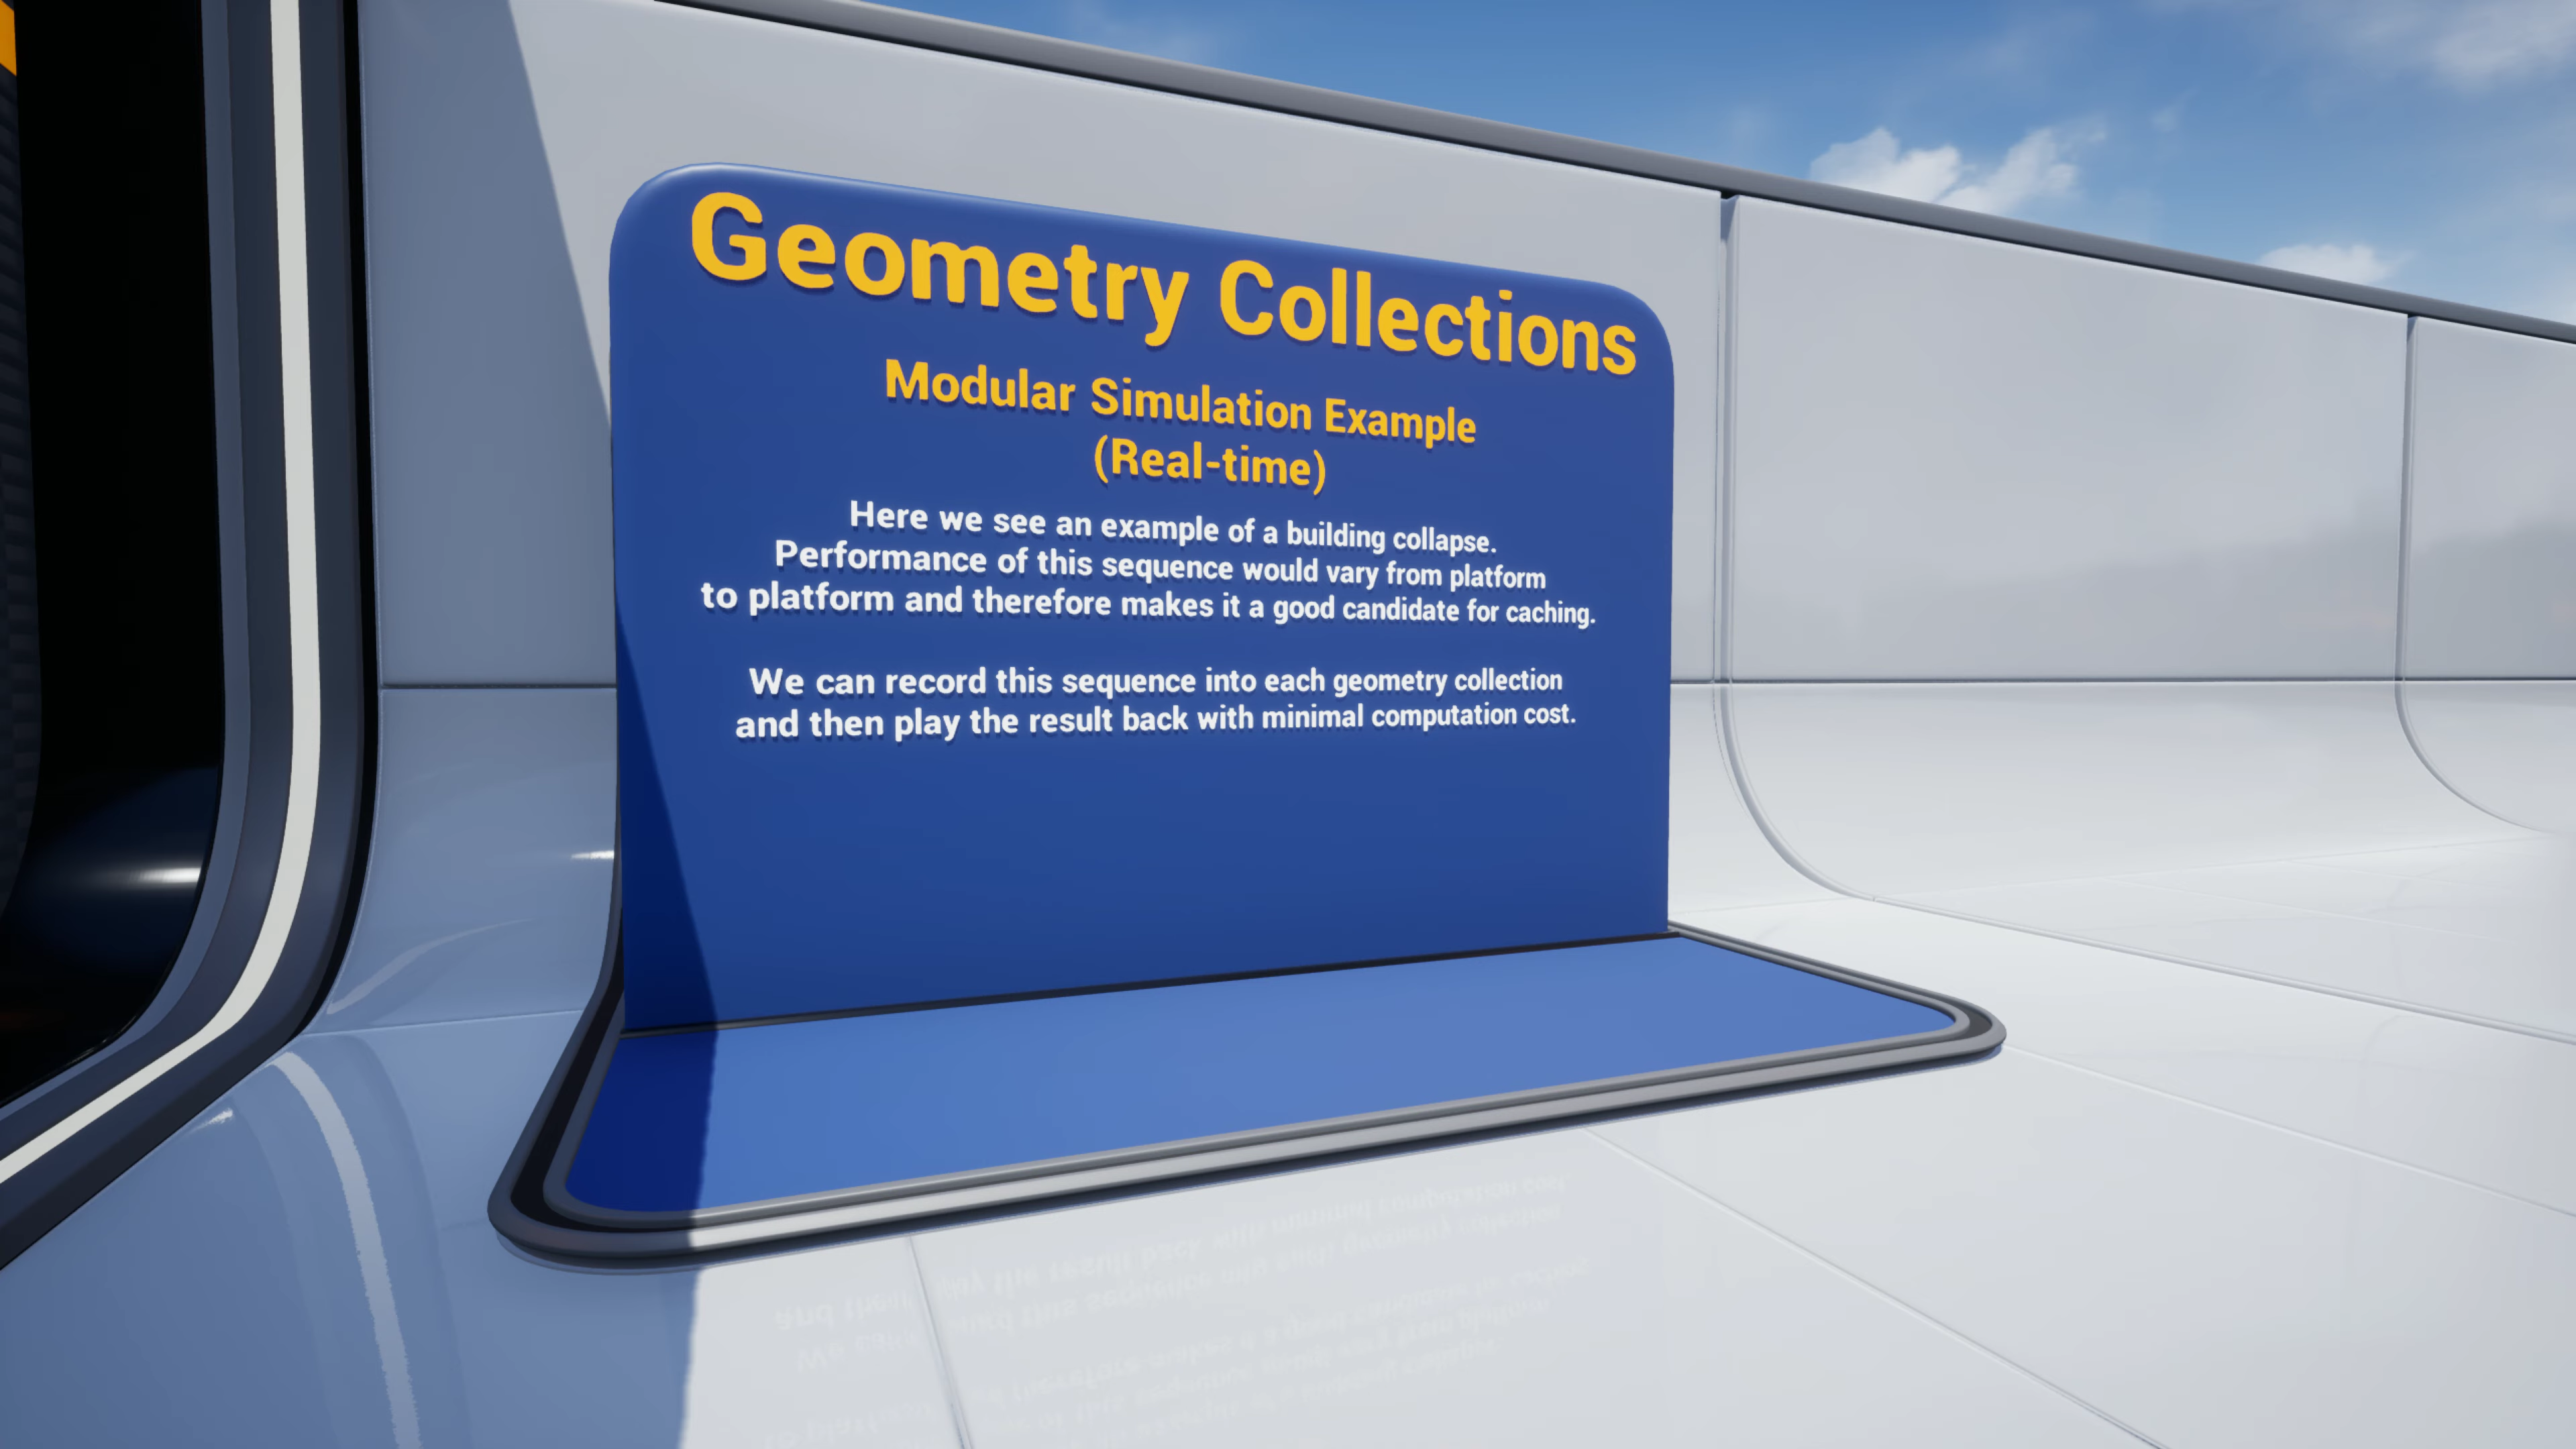 Geometry Collections
Modular Simulation Example
(Real-time)
Here we see an example of a building collapse.
Performance of this sequence would vary from platform
to platform and therefore makes it a good candidate for caching.
We can record this sequence into each geometry collection
and then play the result back with minimal computation cost.